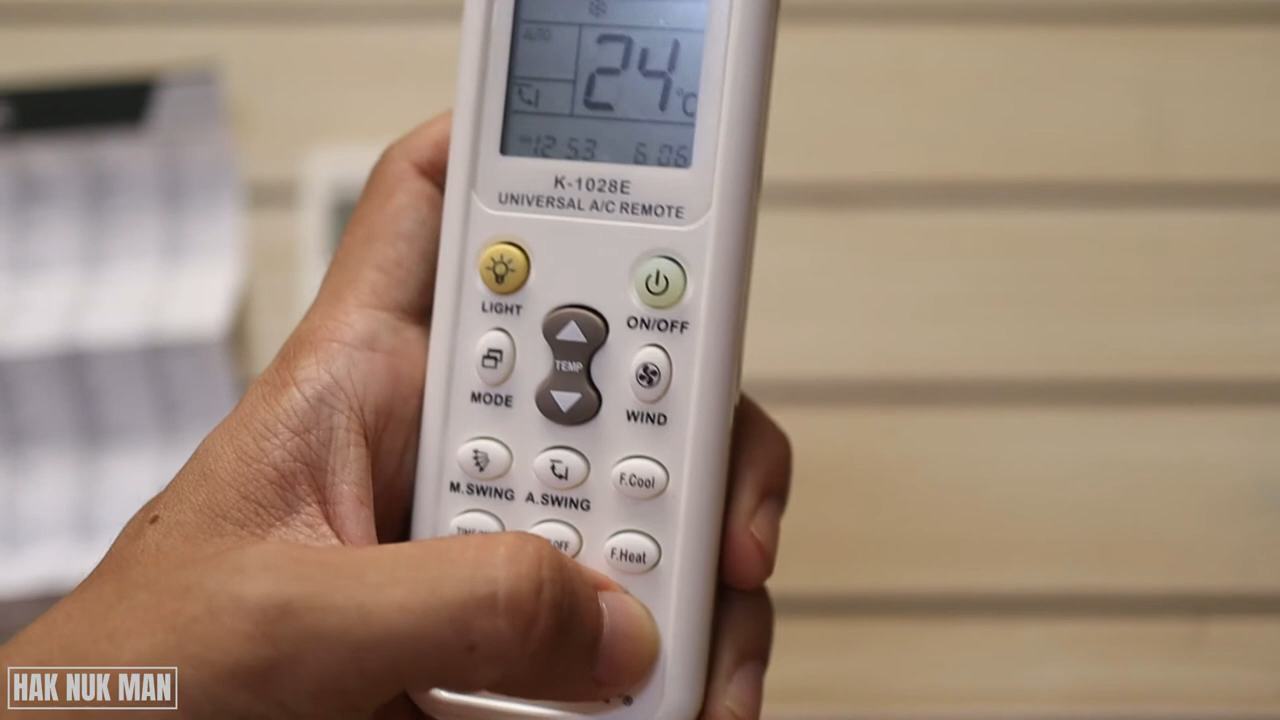 AUTO
24°C
12 53 6 06
K-1028E
UNIVERSAL A/C REMOTE
LIGHT
ON/OFF
TEMP
MODE
WIND
M.SWING A.SWING F.Cool
F.Heat
HAK NUK MAN